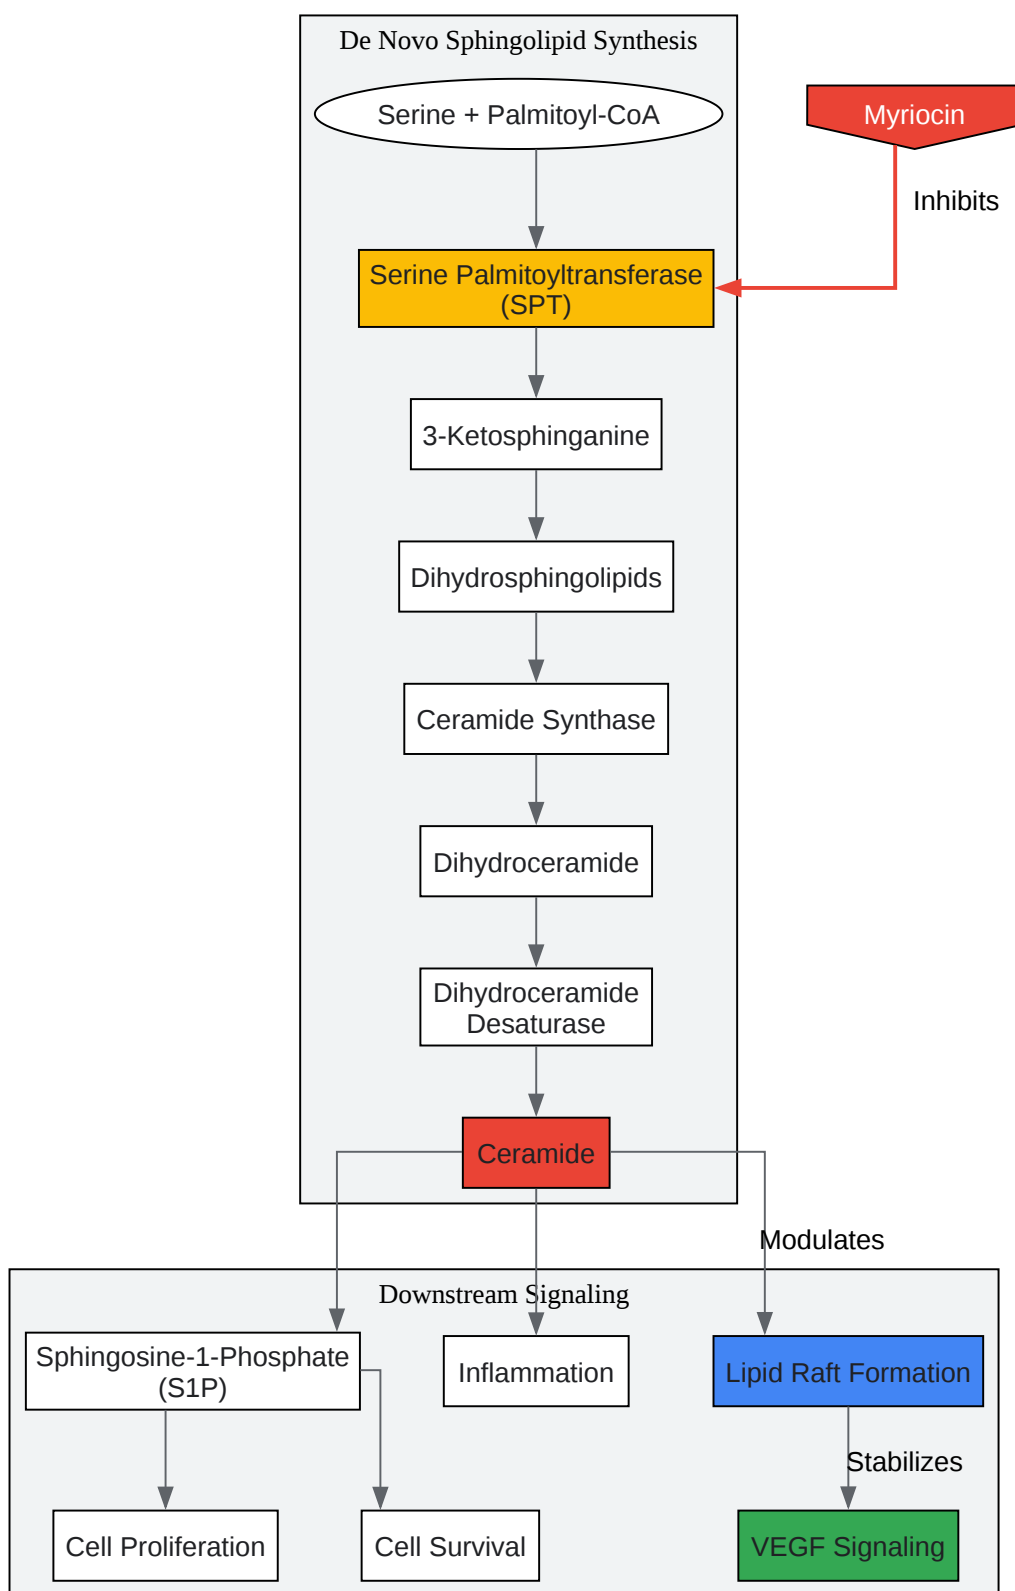 De Novo Sphingolipid Synthesis
Serine + Palmitoyl-CoA
Myriocin
Inhibits
Serine Palmitoyltransferase
(SPT)
3-Ketosphinganine
Dihydrosphingolipids
Ceramide Synthase
Dihydroceramide
Dihydroceramide
Desaturase
Ceramide
Modulates
Downstream Signaling
Sphingosine-1-Phosphate
(S1P)
Inflammation
Lipid Raft Formation
Stabilizes
Cell Proliferation
Cell Survival
VEGF Signaling